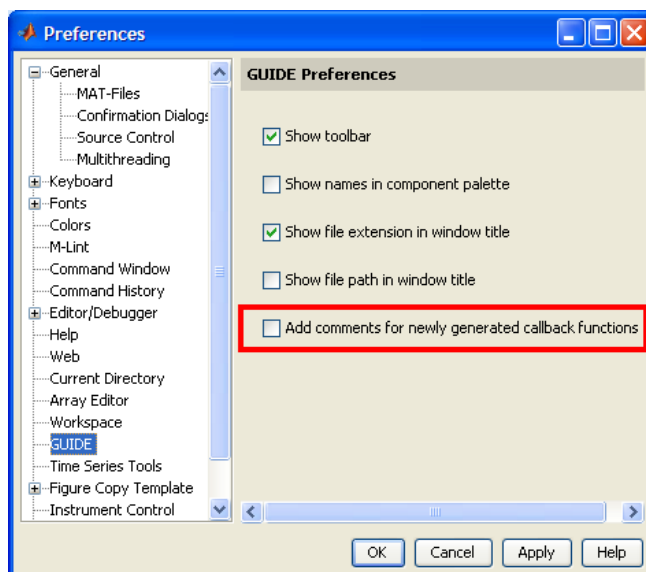 Preferences
General
MAT-Files
Confirmation Dialogs
Source Control
Multithreading
Keyboard
Fonts
Colors
M-Lint
Command Window
Command History
Editor/Debugger
Help
Web
Current Directory
Array Editor
Workspace
GUIDE
Time Series Tools
Figure Copy Template
Instrument Control
GUIDE Preferences
Show toolbar
Show names in component palette
Show file extension in window title
Show file path in window title
Add comments for newly generated callback functions
OK
Cancel
Apply
Help